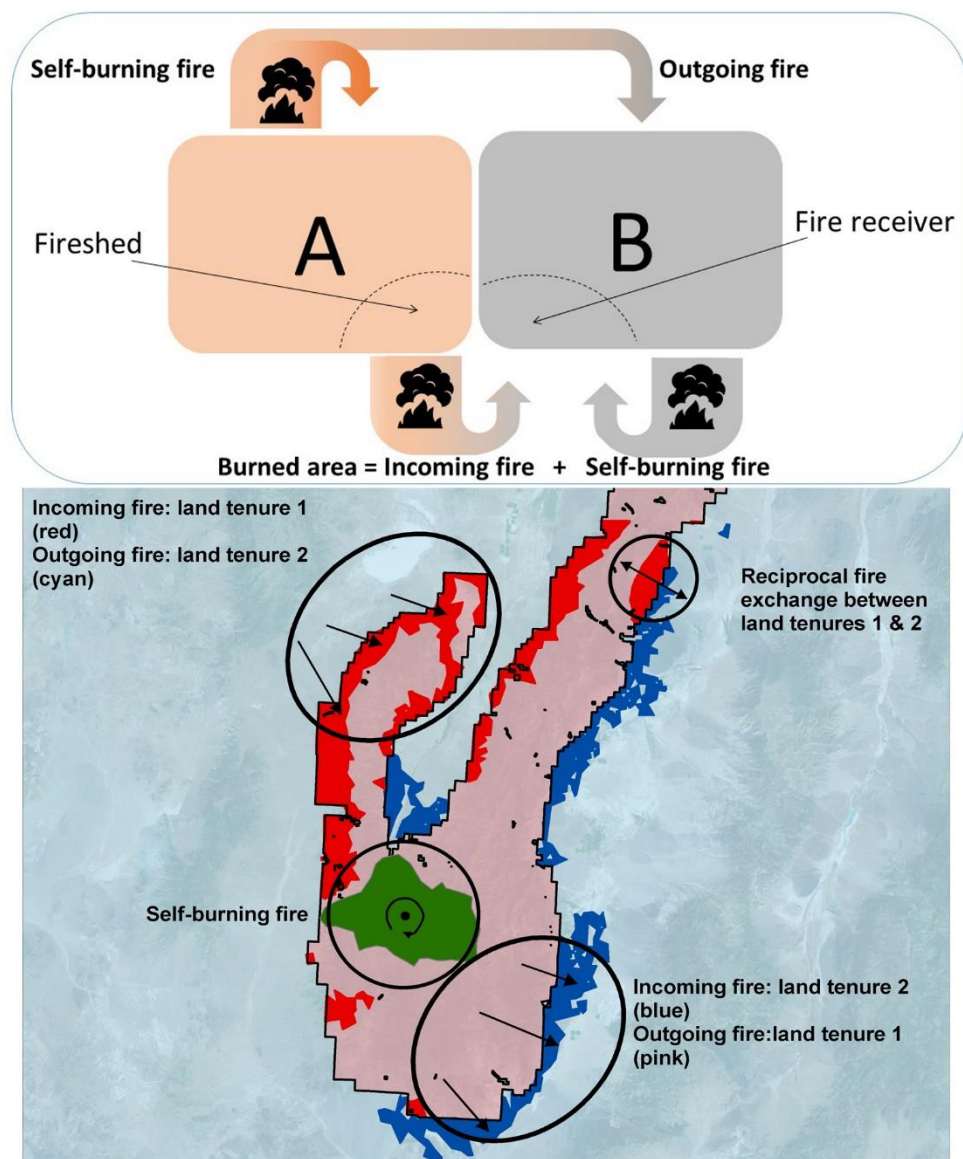 Self-burning fire
Outgoing fire
A
B
Fireshed
Fire receiver
Burned area = Incoming fire + Self-burning fire
Incoming fire: land tenure 1
(red)
Outgoing fire: land tenure 2
(cyan)
Reciprocal fire
exchange between
land tenures 1 & 2
Self-burning fire
Incoming fire: land tenure 2
(blue)
Outgoing fire:land tenure 1
(pink)